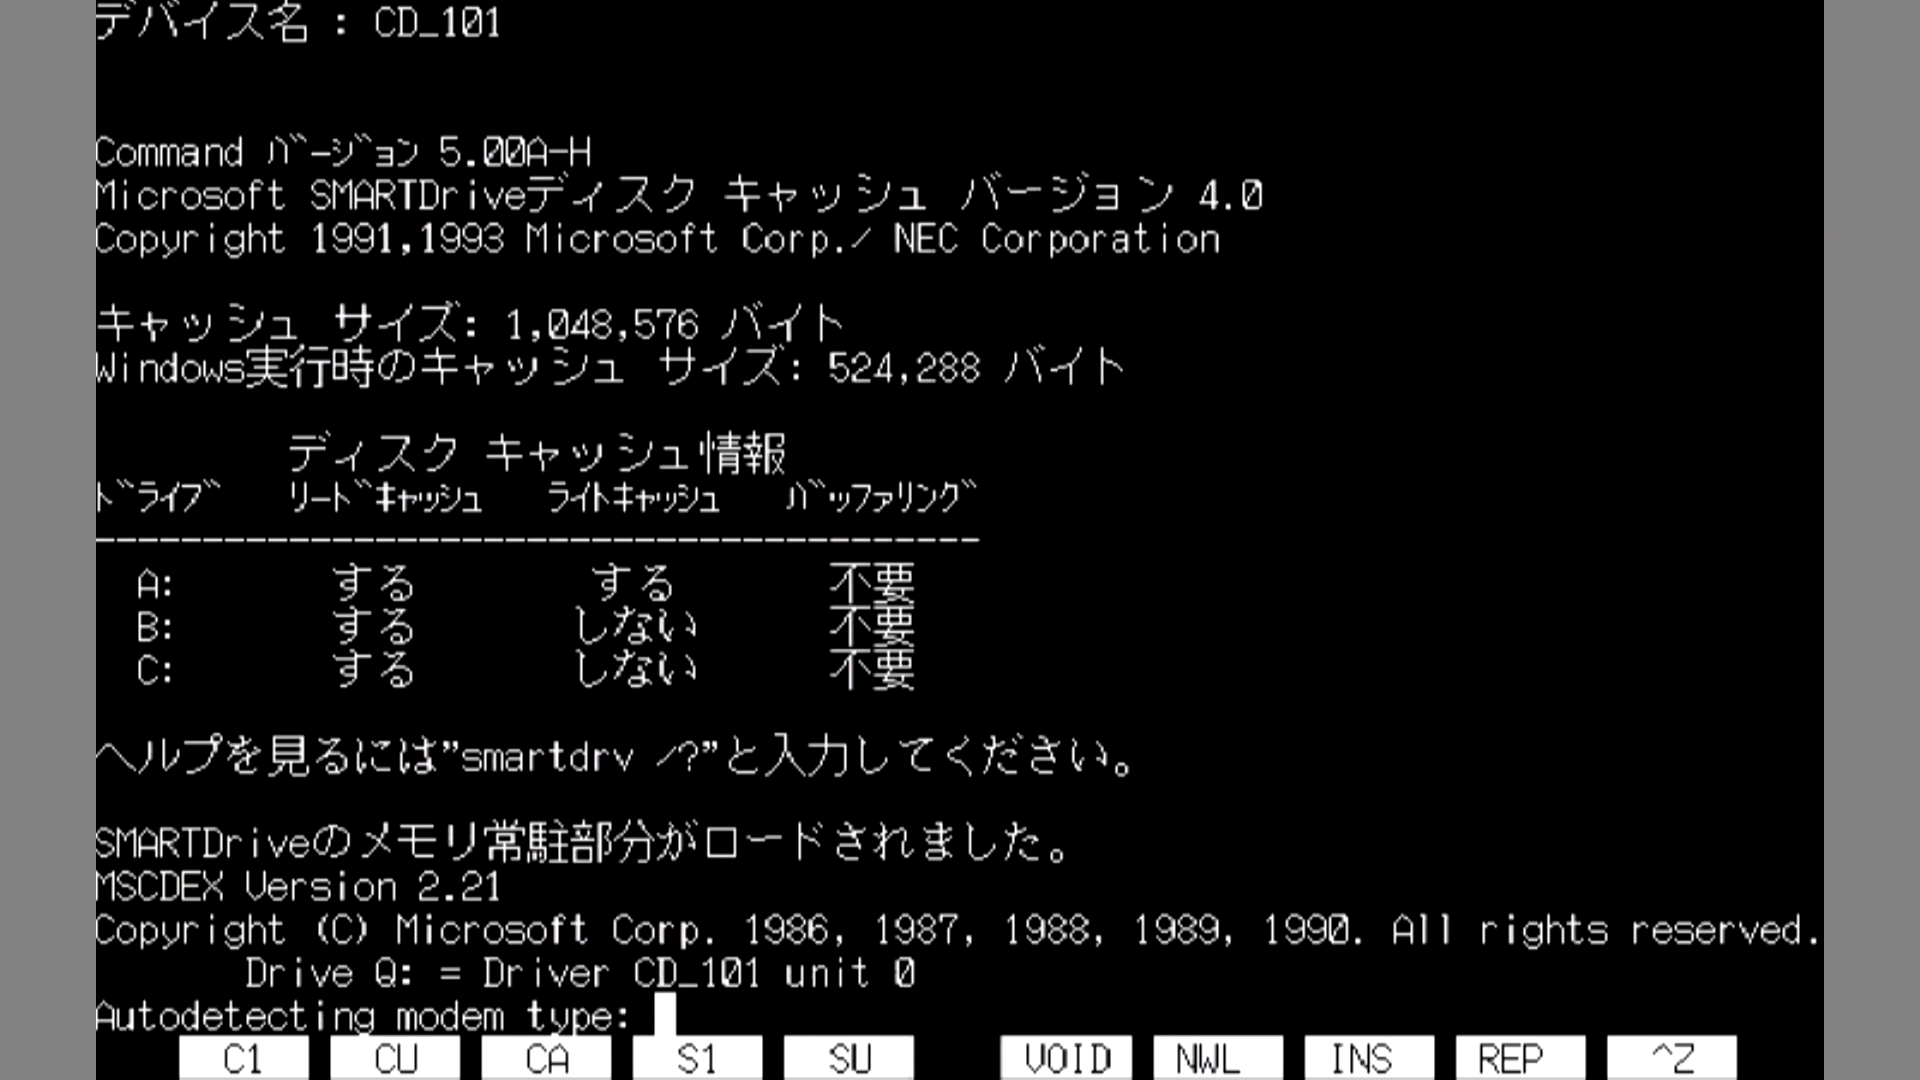 デバイス名 : CD_101
Command ﾊﾞｰｼﾞｮﾝ 5.00A-H
Microsoft SMARTDriveディスク キャッシュ バージョン 4.0
Copyright 1991,1993 Microsoft Corp./ NEC Corporation
キャッシュ サイズ: 1,048,576 バイト
Windows実行時のキャッシュ サイズ: 524,288 バイト
ディスク キャッシュ情報
ﾄﾞﾗｲﾌﾞ ﾘｰﾄﾞｷｬｯｼｭ ﾗｲﾄｷｬｯｼｭ ﾊﾞｯﾌｧﾘﾝｸﾞ
-----------------------------------------
A: する する 不要
B: する しない 不要
C: する しない 不要
ヘルプを見るには”smartdrv /?”と入力してください。
SMARTDriveのメモリ常駐部分がロードされました。
MSCDEX Version 2.21
Copyright (C) Microsoft Corp. 1986, 1987, 1988, 1989, 1990. All rights reserved.
Drive Q: = Driver CD_101 unit 0
Autodetecting modem type:
C1 CU CA S1 SU VOID NWL INS REP ^Z